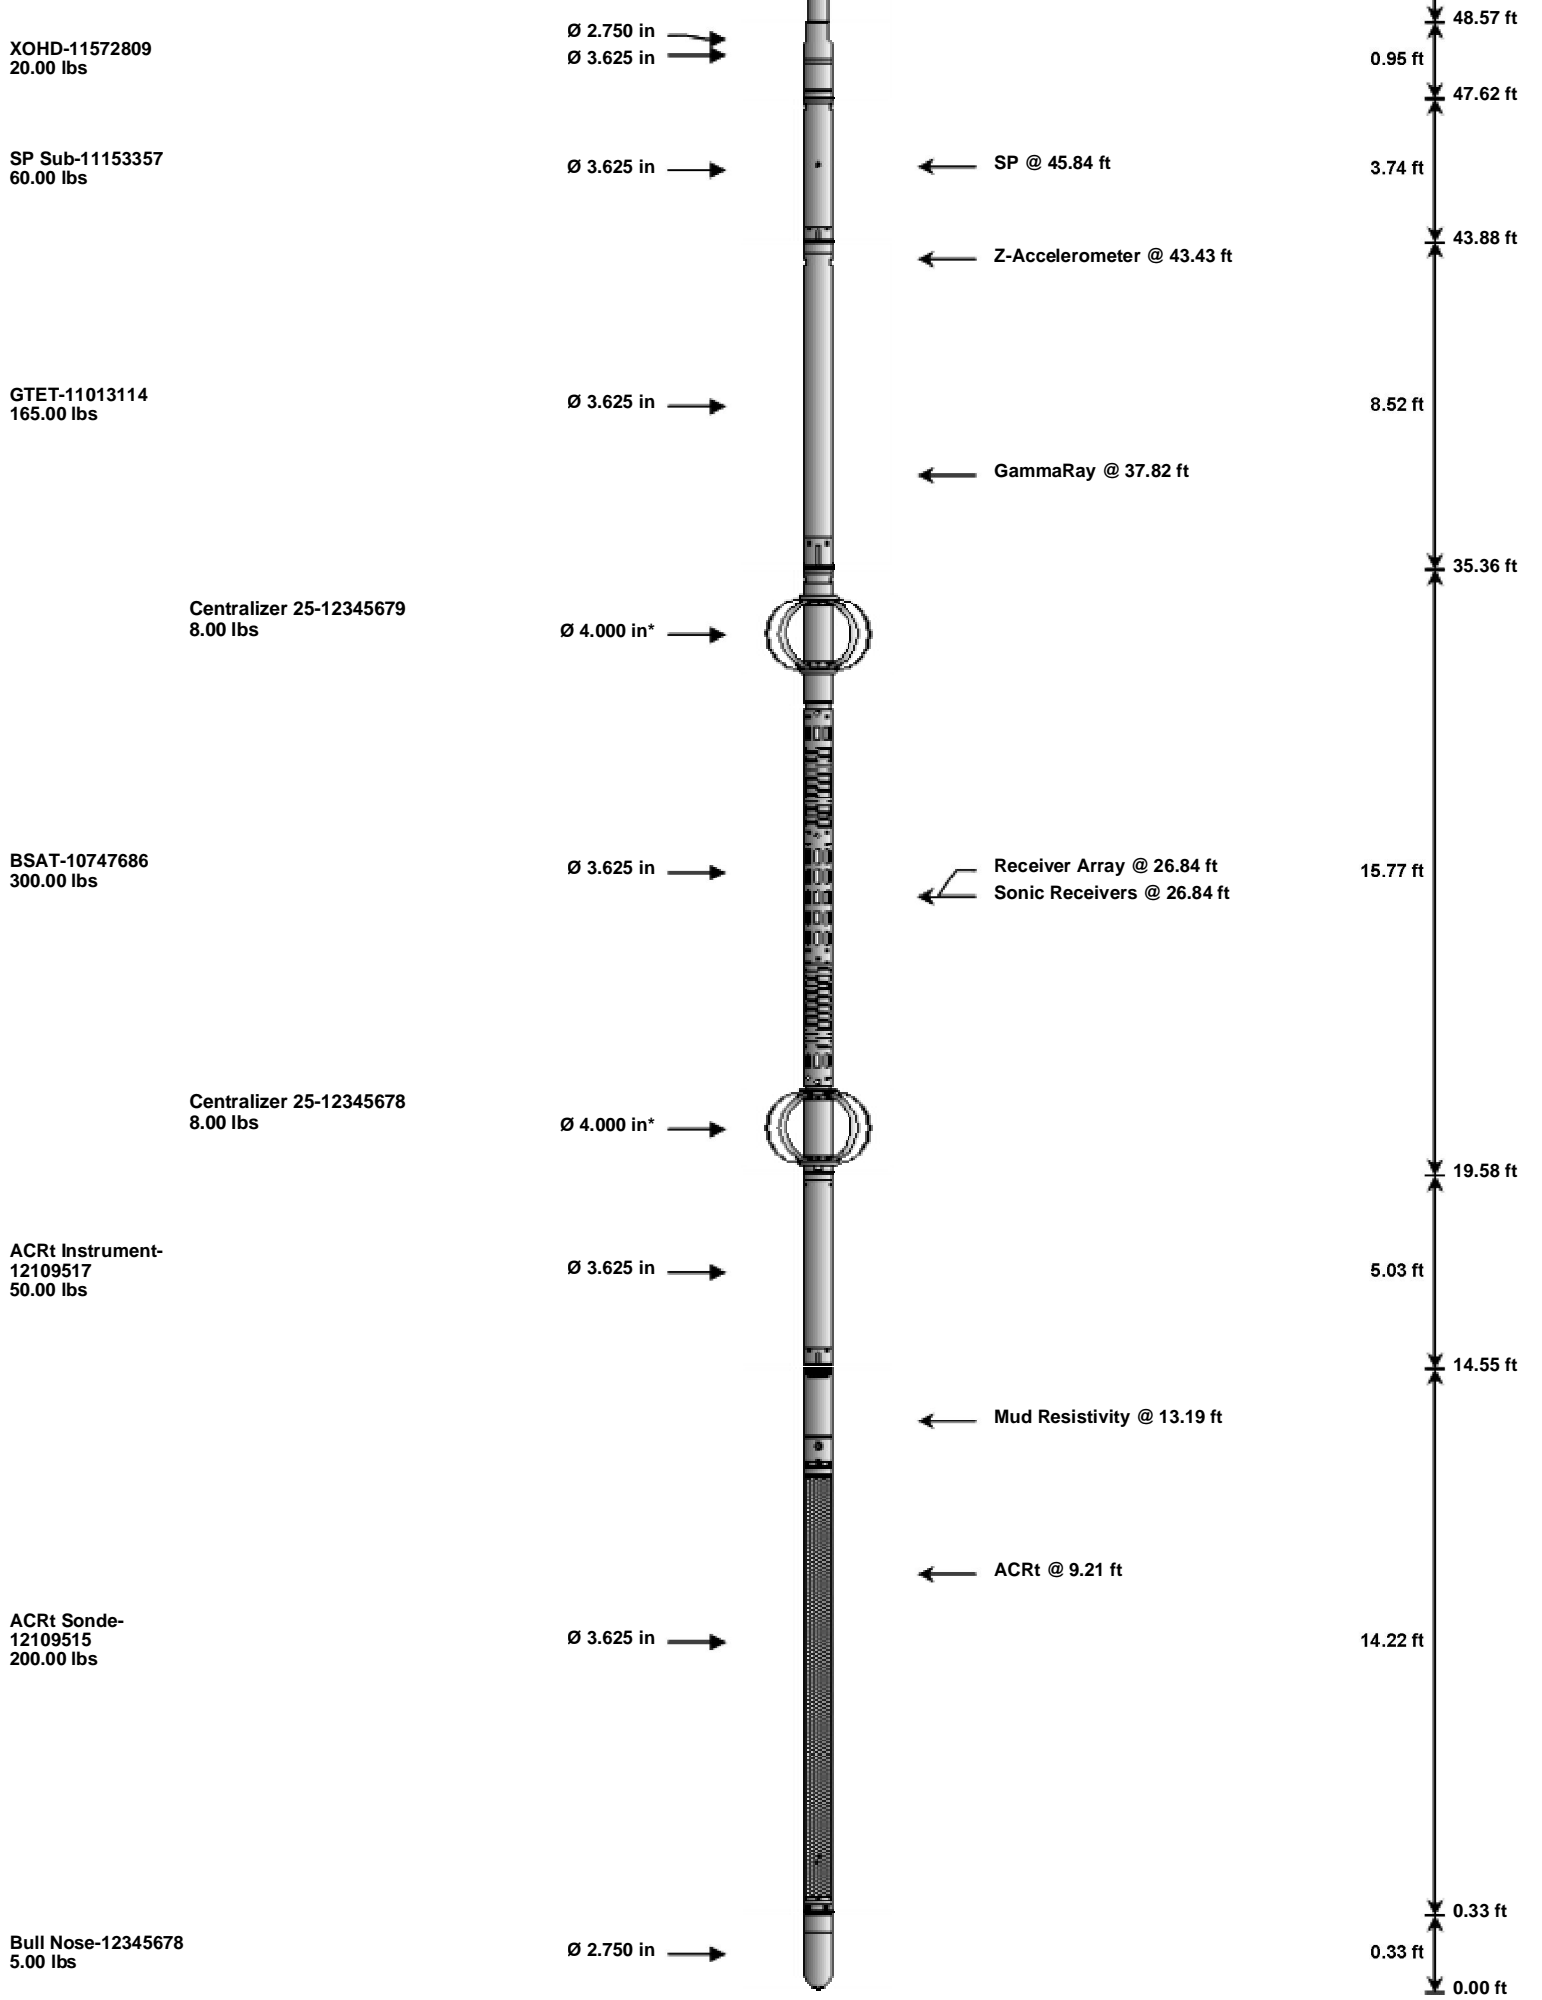 48.57 ft
Ø 2.750 in
XOHD-11572809
20.00 lbs
Ø 3.625 in
0.95 ft
47.62 ft
SP Sub-11153357
60.00 lbs
Ø 3.625 in
SP @ 45.84 ft
3.74 ft
43.88 ft
Z-Accelerometer @ 43.43 ft
GTET-11013114
165.00 lbs
Ø 3.625 in
8.52 ft
GammaRay @ 37.82 ft
35.36 ft
Centralizer 25-12345679
8.00 lbs
Ø 4.000 in*
BSAT-10747686
300.00 lbs
Ø 3.625 in
Receiver Array @ 26.84 ft
Sonic Receivers @ 26.84 ft
15.77 ft
Centralizer 25-12345678
8.00 lbs
Ø 4.000 in*
19.58 ft
ACRt Instrument-
12109517
50.00 lbs
Ø 3.625 in
5.03 ft
14.55 ft
Mud Resistivity @ 13.19 ft
ACRt @ 9.21 ft
ACRt Sonde-
12109515
200.00 lbs
Ø 3.625 in
14.22 ft
0.33 ft
Bull Nose-12345678
5.00 lbs
Ø 2.750 in
0.33 ft
0.00 ft